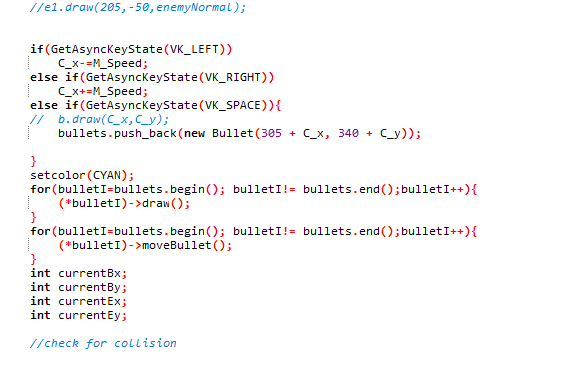 //e1.draw(205,-50,enemyNormal);
if(GetAsyncKeyState(VK_LEFT))
C_x-=M_Speed;
else if(GetAsyncKeyState(VK_RIGHT))
C_x+=M_Speed;
else if(GetAsyncKeyState(VK_SPACE)){
// b.draw(C_x,C_y);
bullets.push_back(new Bullet(305 + C_x, 340 + C_y));
}
setcolor(CYAN);
for(bulletI=bullets.begin(); bulletI!= bullets.end();bulletI++){
(*bulletI)->draw();
}
for(bulletI=bullets.begin(); bulletI!= bullets.end();bulletI++){
(*bulletI)->moveBullet();
}
int currentBx;
int currentBy;
int currentEx;
int currentEy;
//check for collision